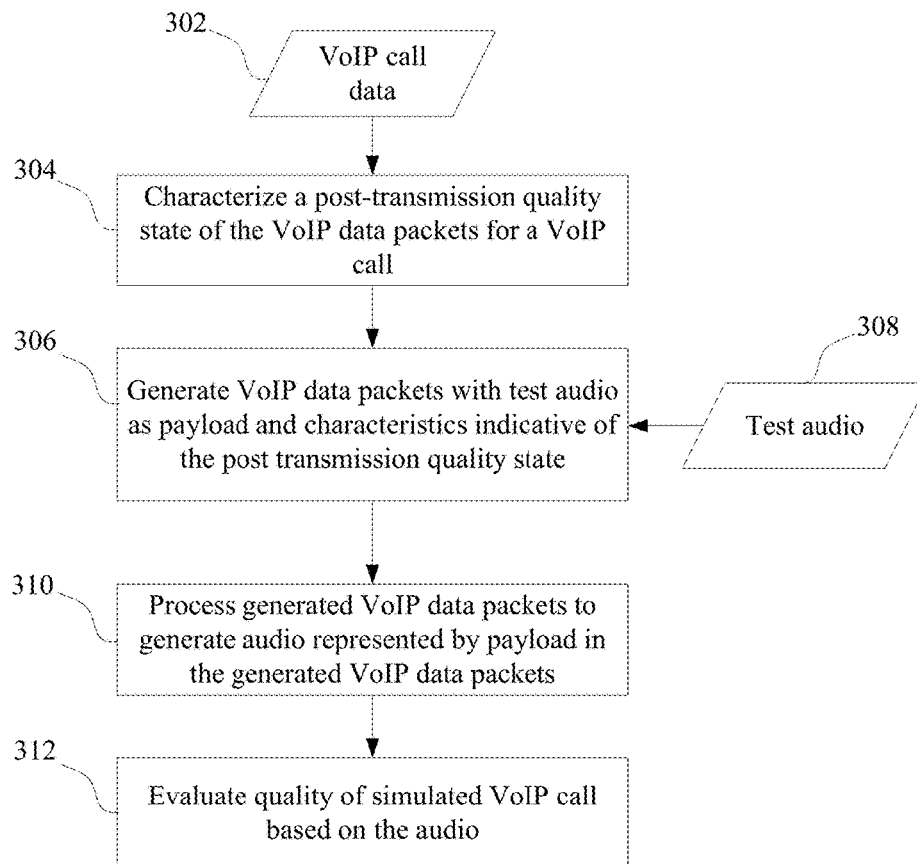 302
VoIP call
data
304
Characterize a post-transmission quality
state of the VoIP data packets for a VoIP
call
306
308
Generate VoIP data packets with test audio
as payload and characteristics indicative of
the post transmission quality state
Test audio
310
Process generated VoIP data packets to
generate audio represented by payload in
the generated VoIP data packets
312
Evaluate quality of simulated VoIP call
based on the audio